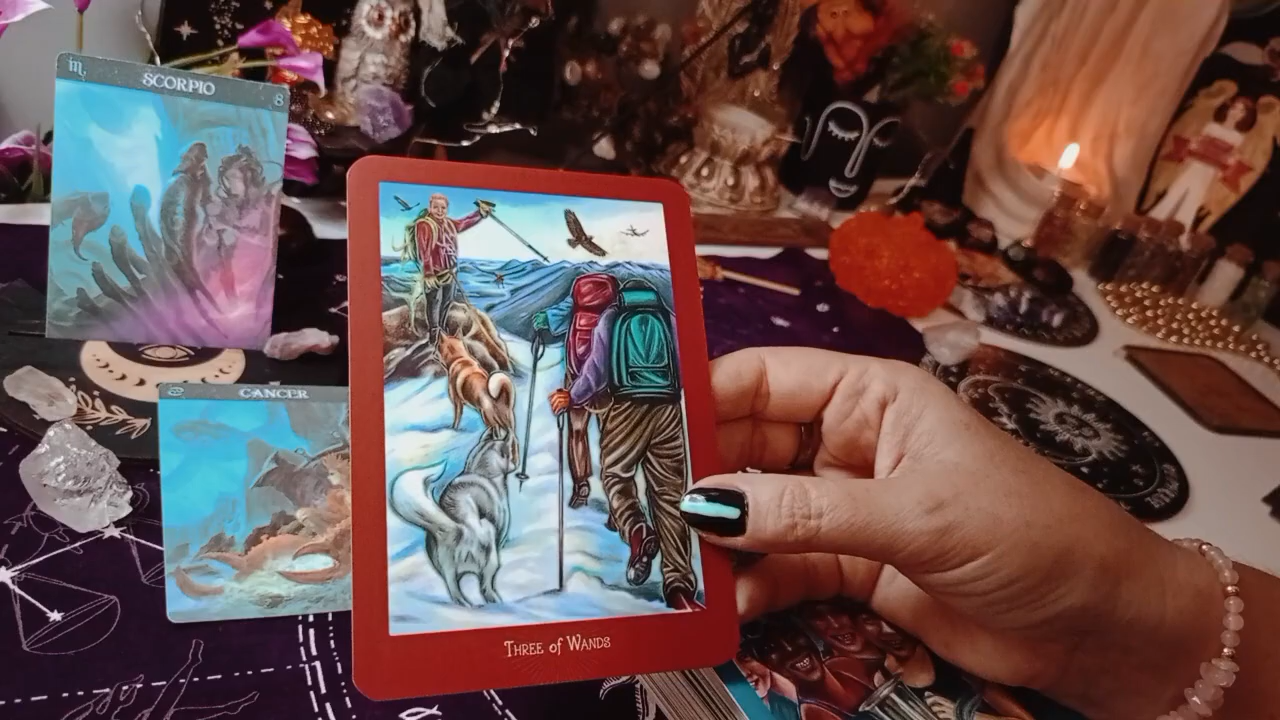 ♏ SCORPIO
8
♋ CANCER
THREE of WANDS